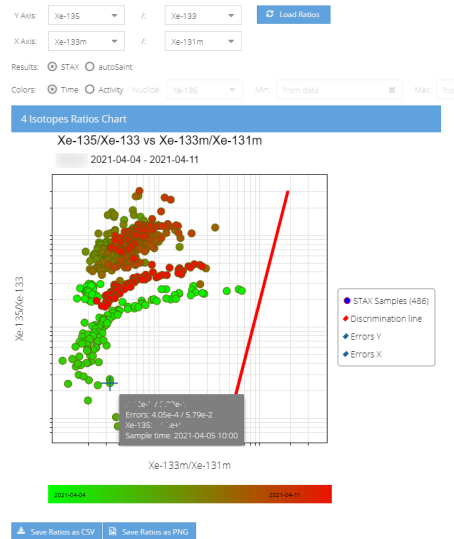 Y Axis: Xe-135 /: Xe-133 Load Ratios
X Axis: Xe-133m /: Xe-131m
Results: STAX autoSaint
Colors: Time Activity Nuclide: Xe-135 Min: from data Max: fro
4 Isotopes Ratios Chart
Xe-135/Xe-133 vs Xe-133m/Xe-131m
2021-04-04 - 2021-04-11
Xe-135/Xe-133
STAX Samples (486)
Discrimination line
Errors Y
Errors X
Errors: 4.05e-4 / 5.79e-2
Xe-135:
Sample time: 2021-04-05 10:00
Xe-133m/Xe-131m
2021-04-04 2021-04-11
Save Ratios as CSV Save Ratios as PNG